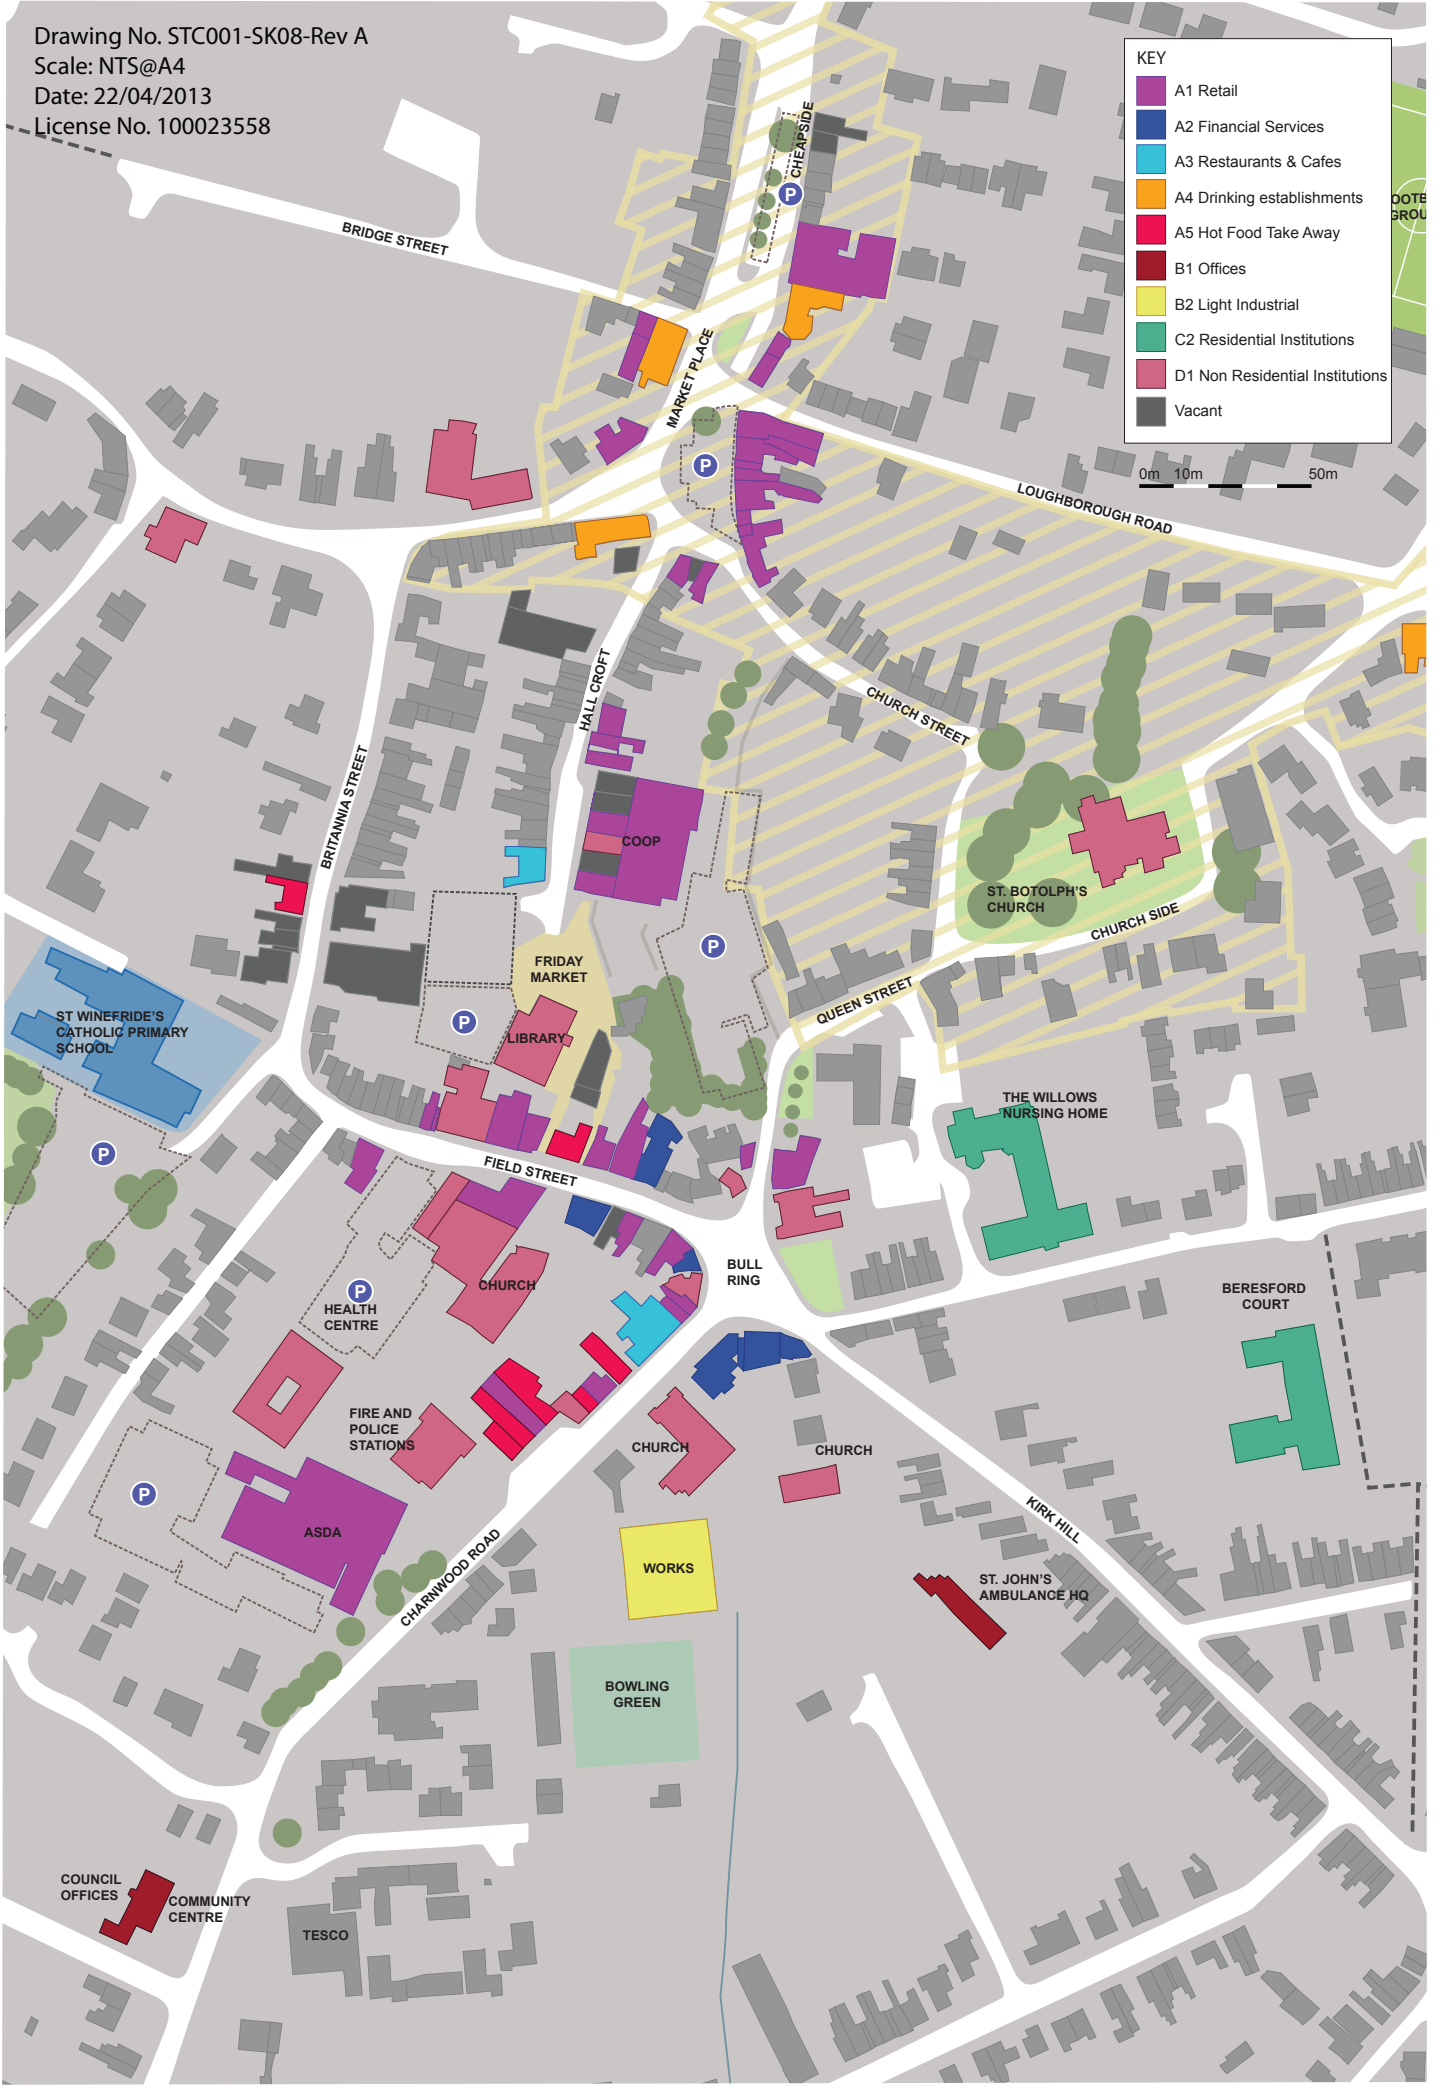 Drawing No. STC001-SK08-Rev A
Scale: NTS@A4
Date: 22/04/2013
License No. 100023558
KEY
A1 Retail
A2 Financial Services
A3 Restaurants & Cafes
A4 Drinking establishments
A5 Hot Food Take Away
B1 Offices
B2 Light Industrial
C2 Residential Institutions
D1 Non Residential Institutions
Vacant
0m 10m 50m
CHEAPSIDE
P
BRIDGE STREET
MARKET PLACE
P
LOUGHBOROUGH ROAD
HALL CROFT
CHURCH STREET
BRITANNIA STREET
COOP
ST. BOTOLPH'S
CHURCH
CHURCH SIDE
P
FRIDAY
MARKET
QUEEN STREET
ST WINEFRIDE'S
CATHOLIC PRIMARY
SCHOOL
P
LIBRARY
THE WILLOWS
NURSING HOME
P
FIELD STREET
BULL
RING
CHURCH
P
HEALTH
CENTRE
BERESFORD
COURT
FIRE AND
POLICE
STATIONS
CHURCH
CHURCH
P
ASDA
KIRK HILL
CHARNWOOD ROAD
WORKS
ST. JOHN'S
AMBULANCE HQ
BOWLING
GREEN
COUNCIL
OFFICES
COMMUNITY
CENTRE
TESCO